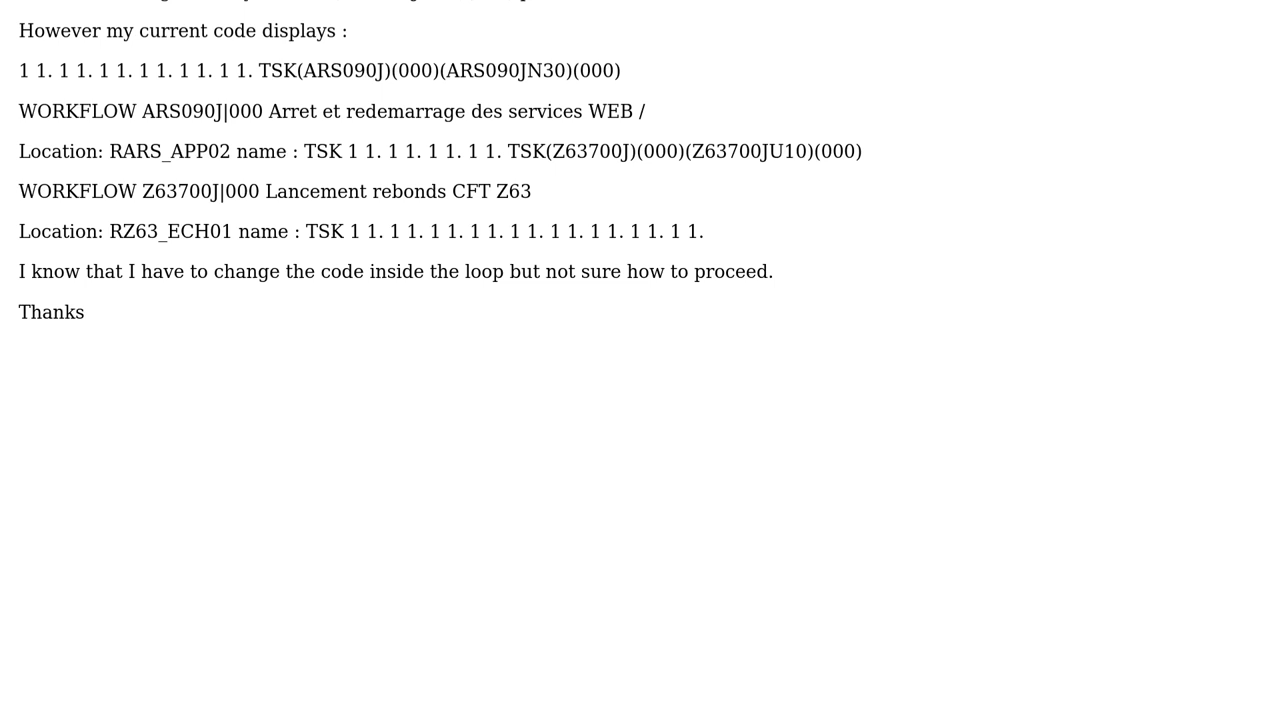 However my current code displays :
1 1. 1 1. 1 1. 1 1. 1 1. 1 1. TSK(ARS090J)(000)(ARS090JN30)(000)
WORKFLOW ARS090J|000 Arret et redemarrage des services WEB /
Location: RARS_APP02 name : TSK 1 1. 1 1. 1 1. 1 1. TSK(Z63700J)(000)(Z63700JU10)(000)
WORKFLOW Z63700J|000 Lancement rebonds CFT Z63
Location: RZ63_ECH01 name : TSK 1 1. 1 1. 1 1. 1 1. 1 1. 1 1. 1 1. 1 1. 1 1.
I know that I have to change the code inside the loop but not sure how to proceed.
Thanks